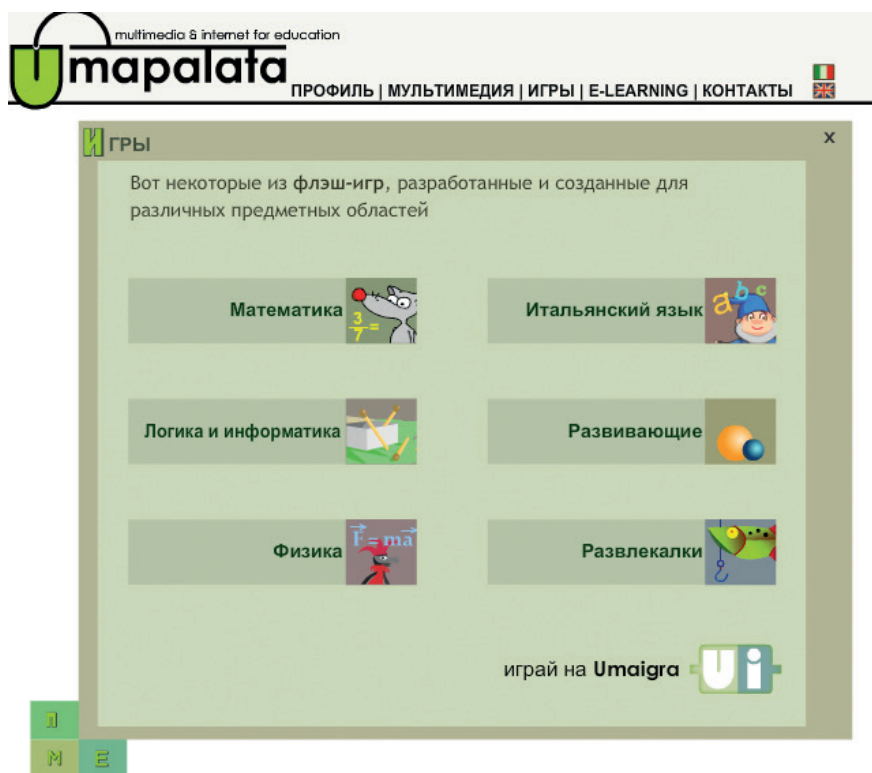 multimedia & internet for education
Umapalata
ПРОФИЛЬ | МУЛЬТИМЕДИЯ | ИГРЫ | E-LEARNING | КОНТАКТЫ
ИГРЫ
x
Вот некоторые из флэш-игр, разработанные и созданные для
различных предметных областей
Математика
3/7=
Итальянский язык
a b c
Логика и информатика
Развивающие
Физика
F = ma
Развлекалки
играй на Umaigra
ui
П
М Е